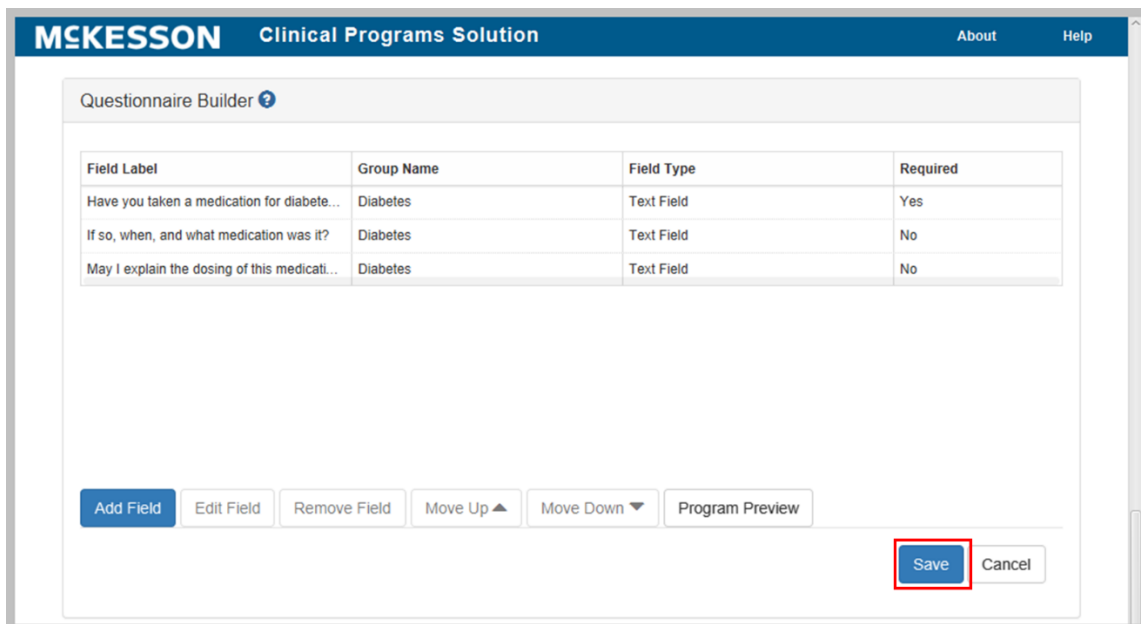 MCKESSON Clinical Programs Solution About Help
Questionnaire Builder ?
Field Label Group Name Field Type Required
Have you taken a medication for diabete... Diabetes Text Field Yes
If so, when, and what medication was it? Diabetes Text Field No
May I explain the dosing of this medicati... Diabetes Text Field No
Add Field Edit Field Remove Field Move Up Move Down Program Preview
Save Cancel